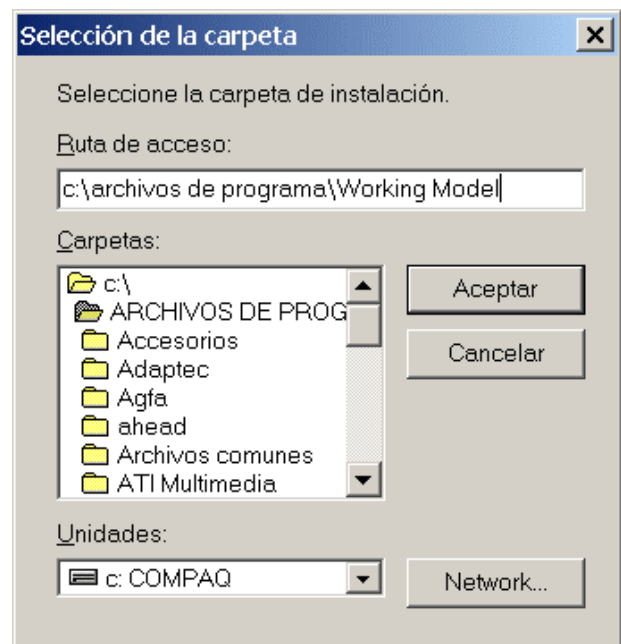 Selección de la carpeta
Seleccione la carpeta de instalación.
Ruta de acceso:
c:\archivos de programa\Working Model
Carpetas:
c:\
ARCHIVOS DE PROG
Accesorios
Adaptec
Agfa
ahead
Archivos comunes
ATI Multimedia
Aceptar
Cancelar
Unidades:
c: COMPAQ
Network...